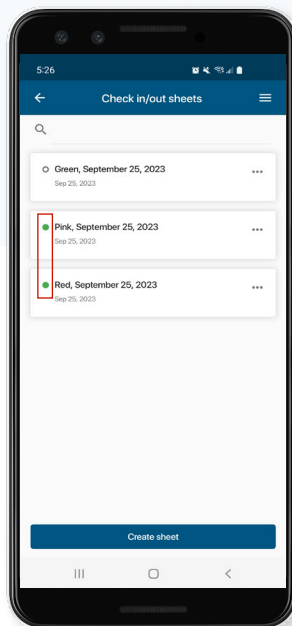 5:26
Check in/out sheets
Green, September 25, 2023
Sep 25, 2023
Pink, September 25, 2023
Sep 25, 2023
Red, September 25, 2023
Sep 25, 2023
Create sheet